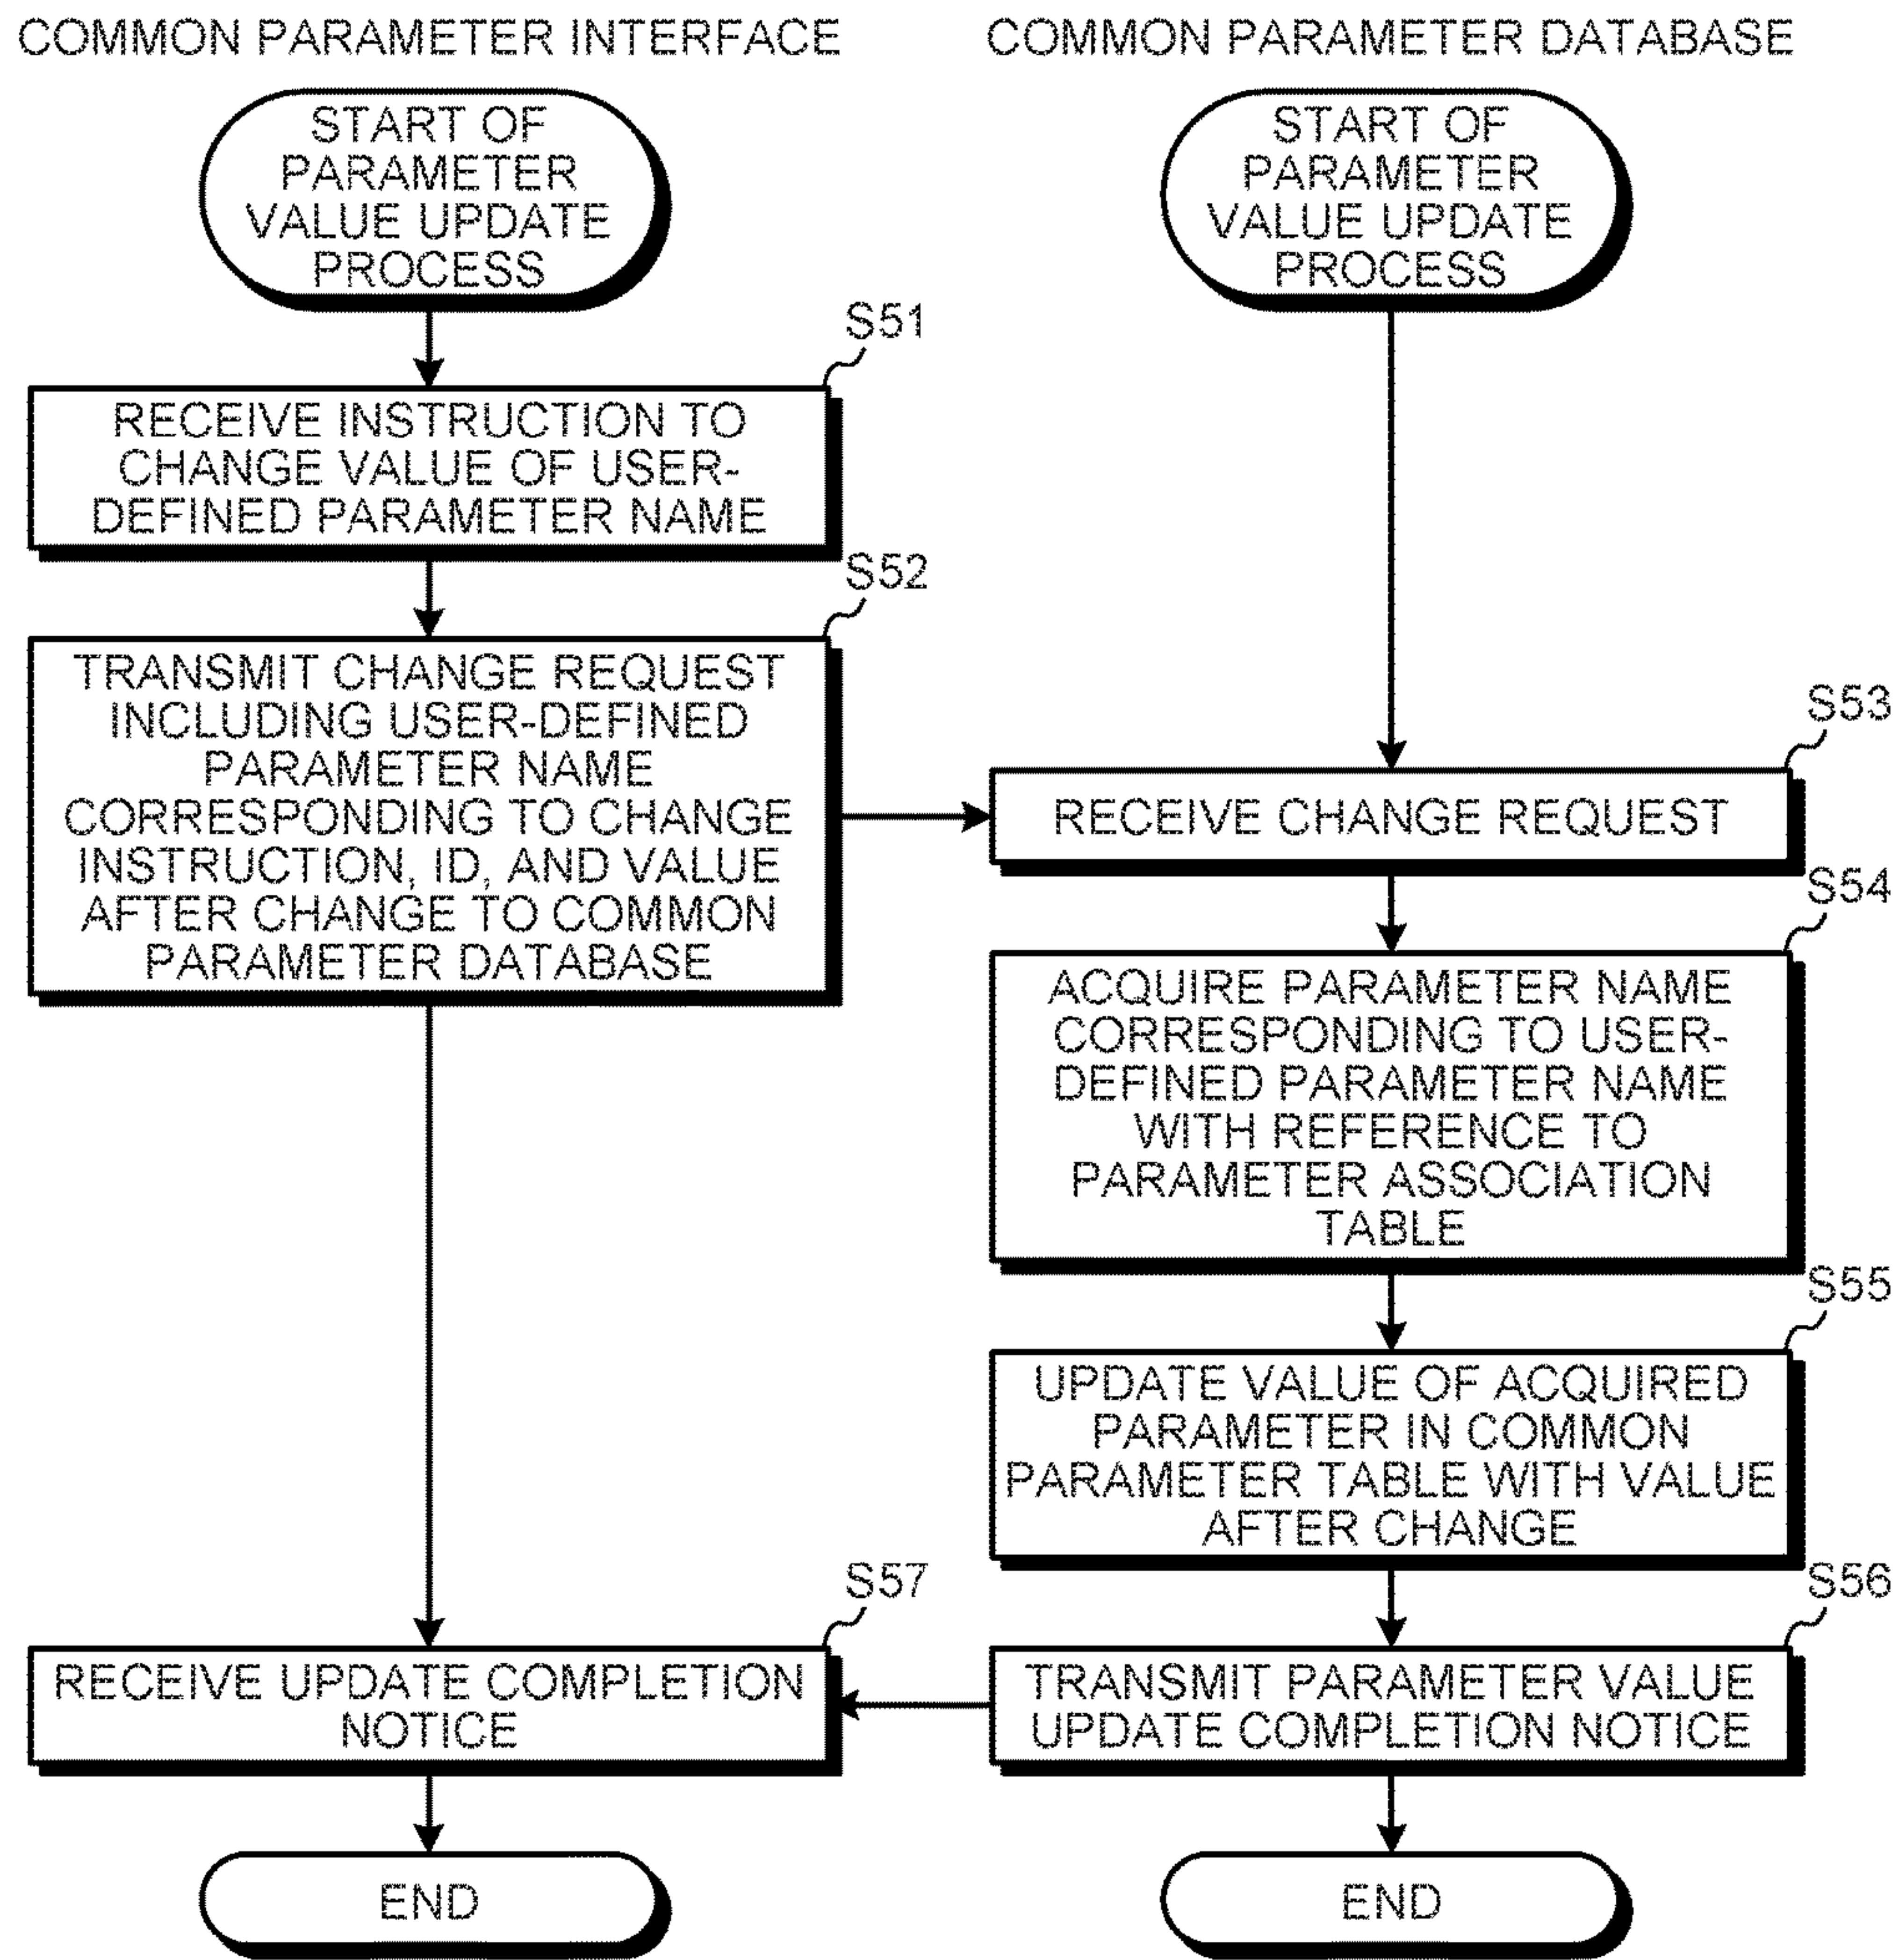 COMMON PARAMETER INTERFACE
START OF
PARAMETER
VALUE UPDATE
PROCESS
S51
RECEIVE INSTRUCTION TO
CHANGE VALUE OF USER-
DEFINED PARAMETER NAME
S52
TRANSMIT CHANGE REQUEST
INCLUDING USER-DEFINED
PARAMETER NAME
CORRESPONDING TO CHANGE
INSTRUCTION, ID, AND VALUE
AFTER CHANGE TO COMMON
PARAMETER DATABASE
S57
RECEIVE UPDATE COMPLETION
NOTICE
END
COMMON PARAMETER DATABASE
START OF
PARAMETER
VALUE UPDATE
PROCESS
S53
RECEIVE CHANGE REQUEST
S54
ACQUIRE PARAMETER NAME
CORRESPONDING TO USER-
DEFINED PARAMETER NAME
WITH REFERENCE TO
PARAMETER ASSOCIATION
TABLE
S55
UPDATE VALUE OF ACQUIRED
PARAMETER IN COMMON
PARAMETER TABLE WITH VALUE
AFTER CHANGE
S56
TRANSMIT PARAMETER VALUE
UPDATE COMPLETION NOTICE
END